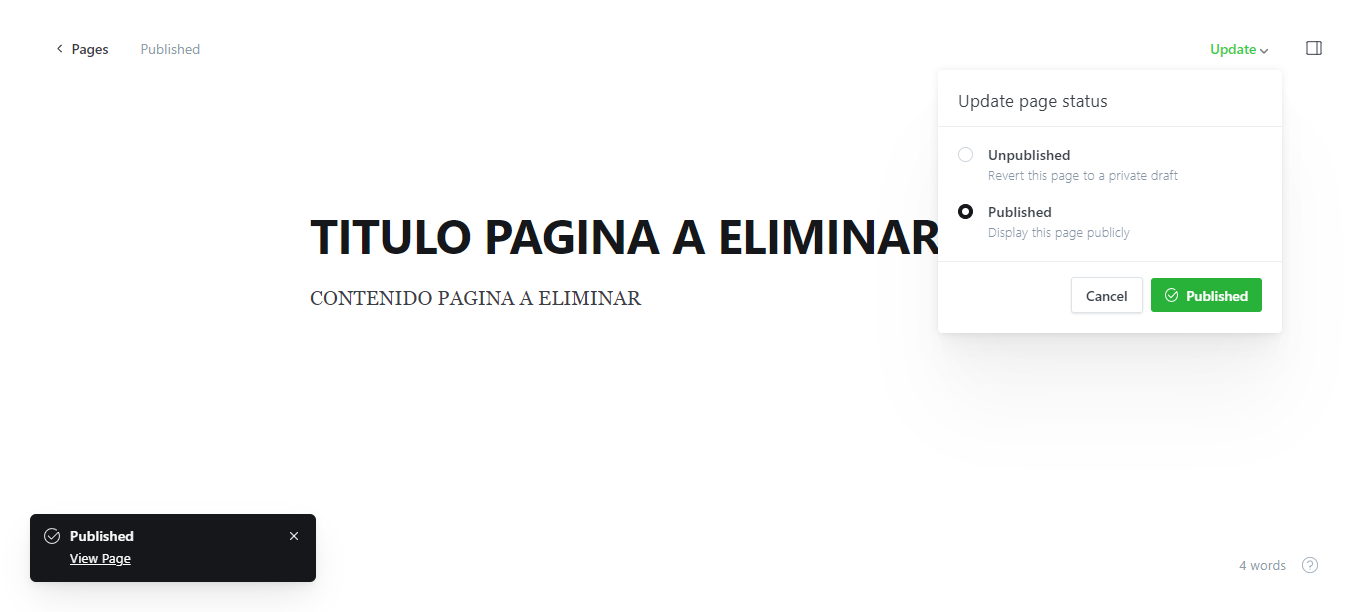 Pages
Published
Update
Update page status
Unpublished
Revert this page to a private draft
Published
Display this page publicly
Cancel
Published
TITULO PAGINA A ELIMINAR
CONTENIDO PAGINA A ELIMINAR
Published
View Page
4 words
?